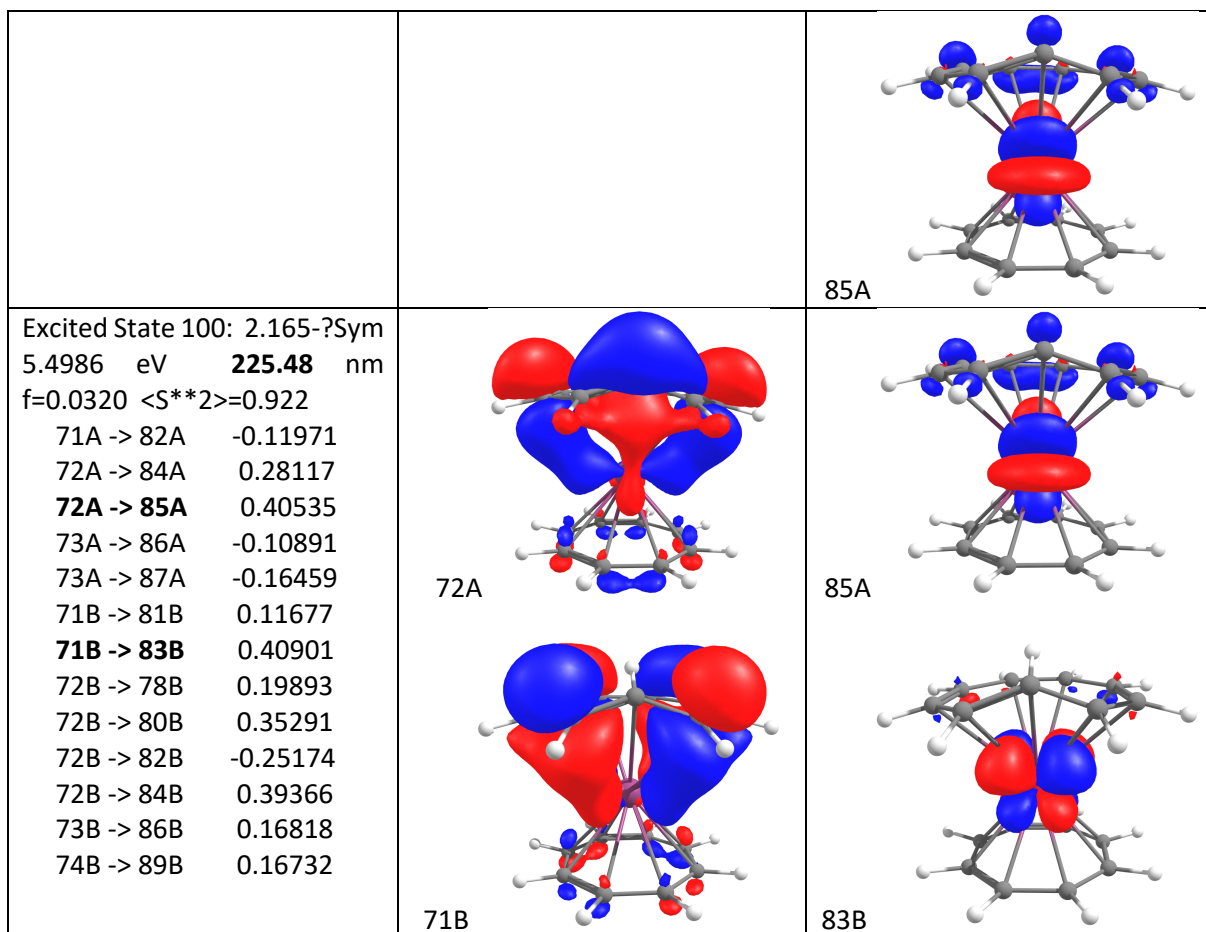 85A
Excited State 100: 2.165-?Sym
5.4986 eV 225.48 nm
f=0.0320 <S**2>=0.922
71A -> 82A -0.11971
72A -> 84A 0.28117
72A -> 85A 0.40535
73A -> 86A -0.10891
73A -> 87A -0.16459
71B -> 81B 0.11677
71B -> 83B 0.40901
72B -> 78B 0.19893
72B -> 80B 0.35291
72B -> 82B -0.25174
72B -> 84B 0.39366
73B -> 86B 0.16818
74B -> 89B 0.16732
72A
71B
85A
83B